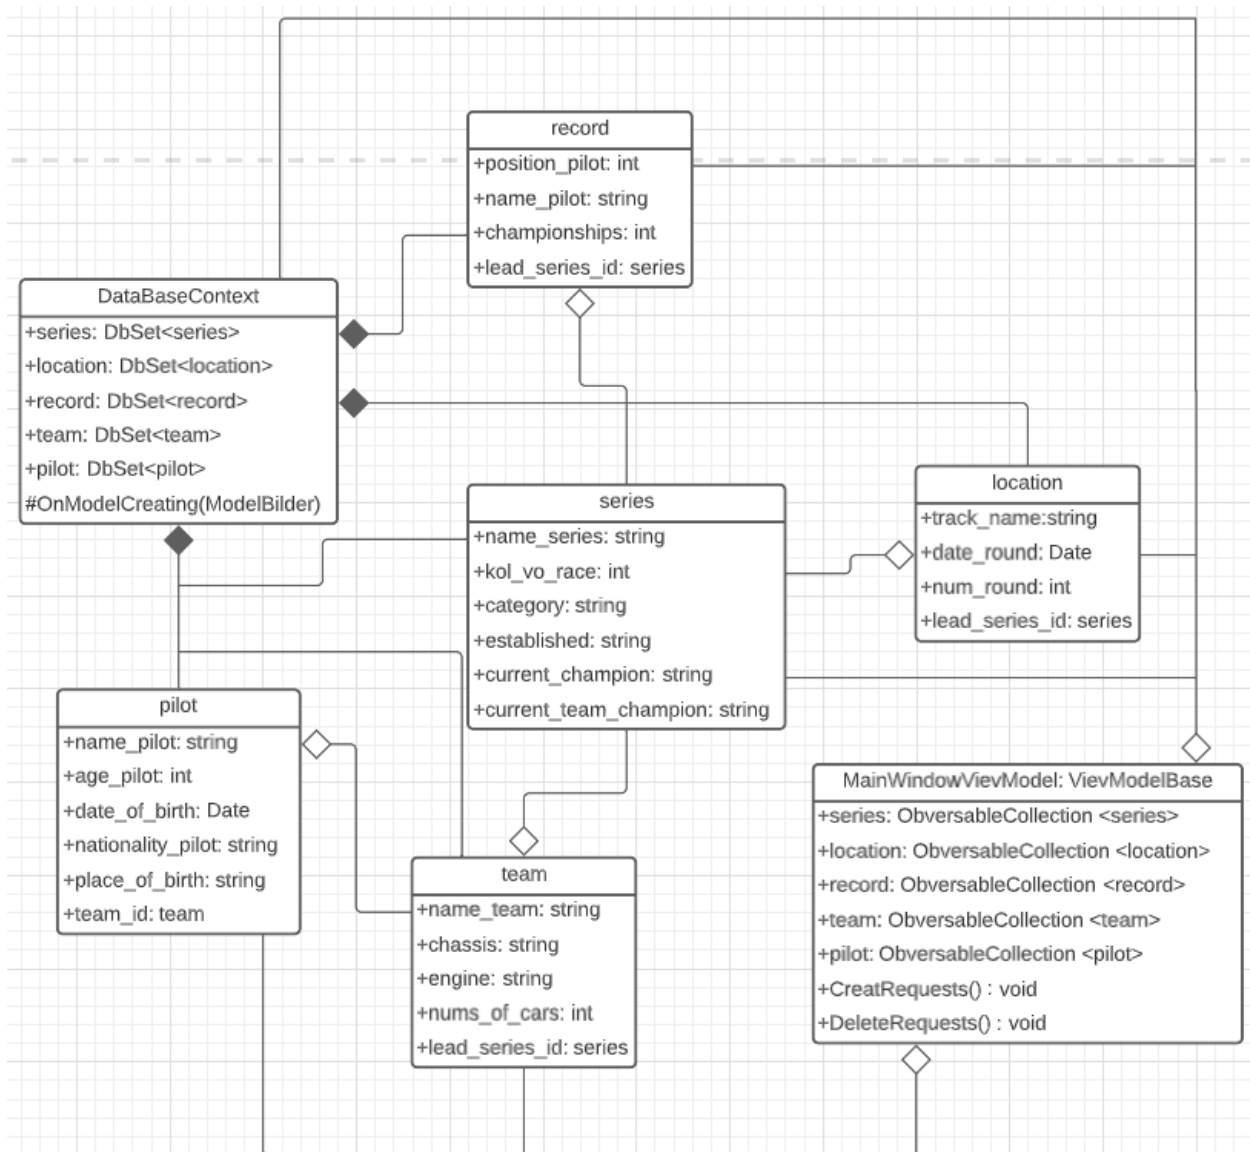 record
+position_pilot: int
+name_pilot: string
+championships: int
+lead_series_id: series
DataBaseContext
+series: DbSet<series>
+location: DbSet<location>
+record: DbSet<record>
+team: DbSet<team>
+pilot: DbSet<pilot>
#OnModelCreating(ModelBilder)
series
+name_series: string
+kol_vo_race: int
+category: string
+established: string
+current_champion: string
+current_team_champion: string
location
+track_name:string
+date_round: Date
+num_round: int
+lead_series_id: series
pilot
+name_pilot: string
+age_pilot: int
+date_of_birth: Date
+nationality_pilot: string
+place_of_birth: string
+team_id: team
team
+name_team: string
+chassis: string
+engine: string
+nums_of_cars: int
+lead_series_id: series
MainWindowVievModel: VievModelBase
+series: ObversableCollection <series>
+location: ObversableCollection <location>
+record: ObversableCollection <record>
+team: ObversableCollection <team>
+pilot: ObversableCollection <pilot>
+CreatRequests() : void
+DeleteRequests() : void